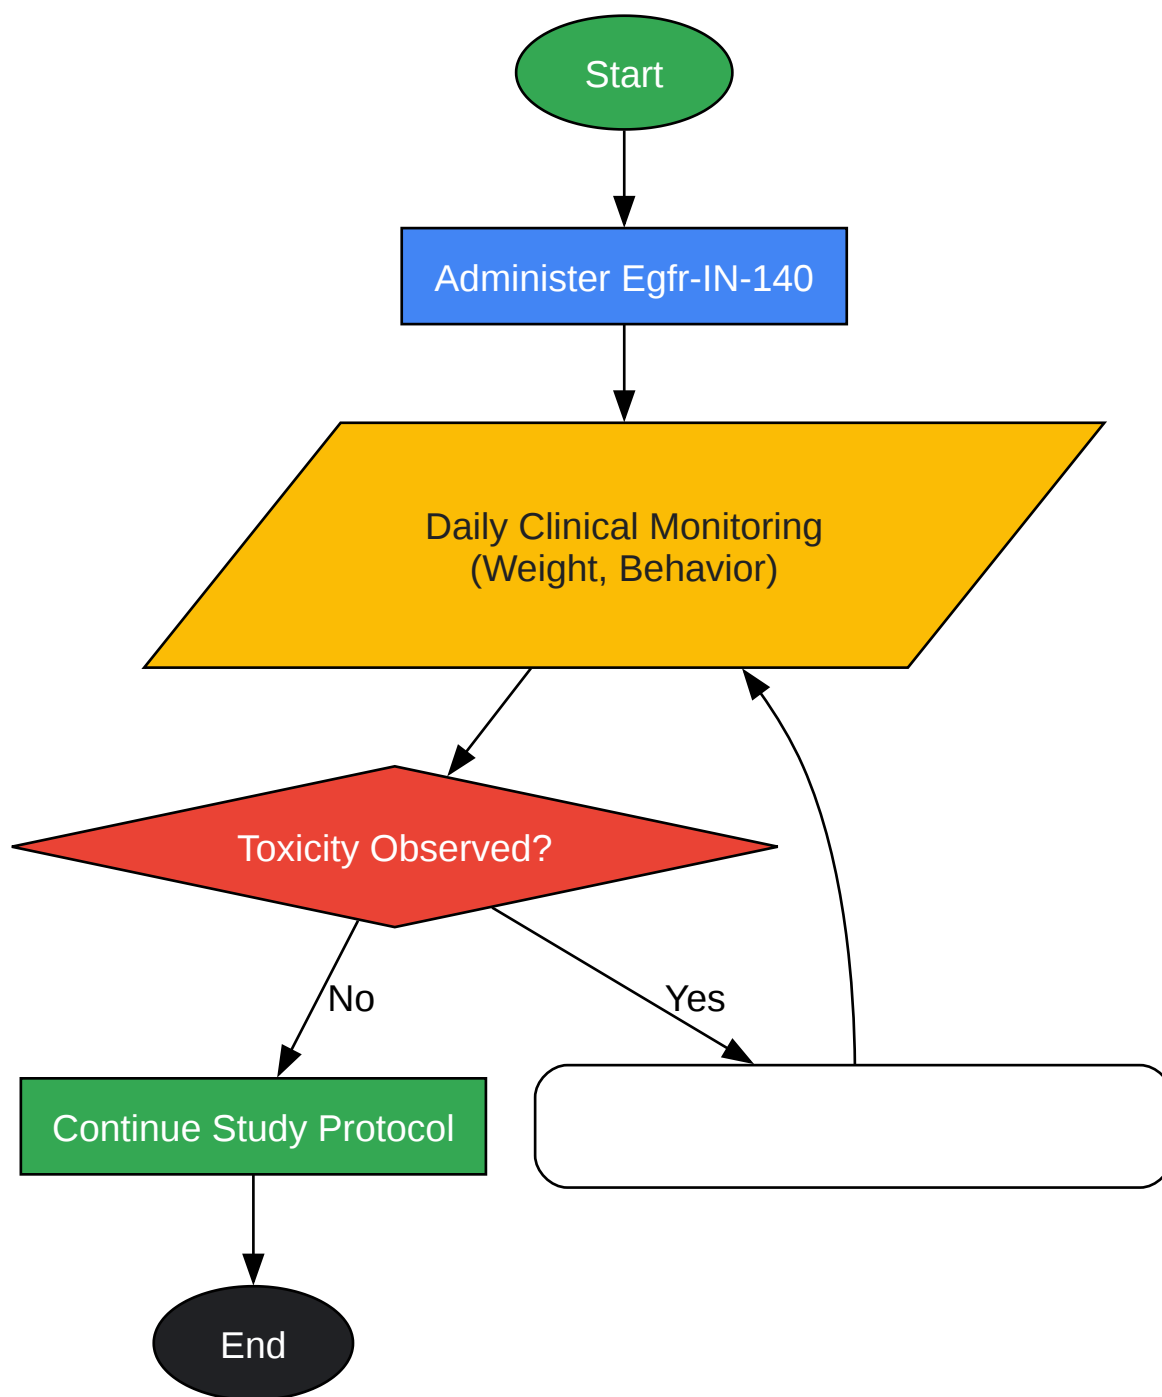 Start
Administer Egfr-IN-140
Daily Clinical Monitoring
(Weight, Behavior)
Toxicity Observed?
No
Yes
Continue Study Protocol
End